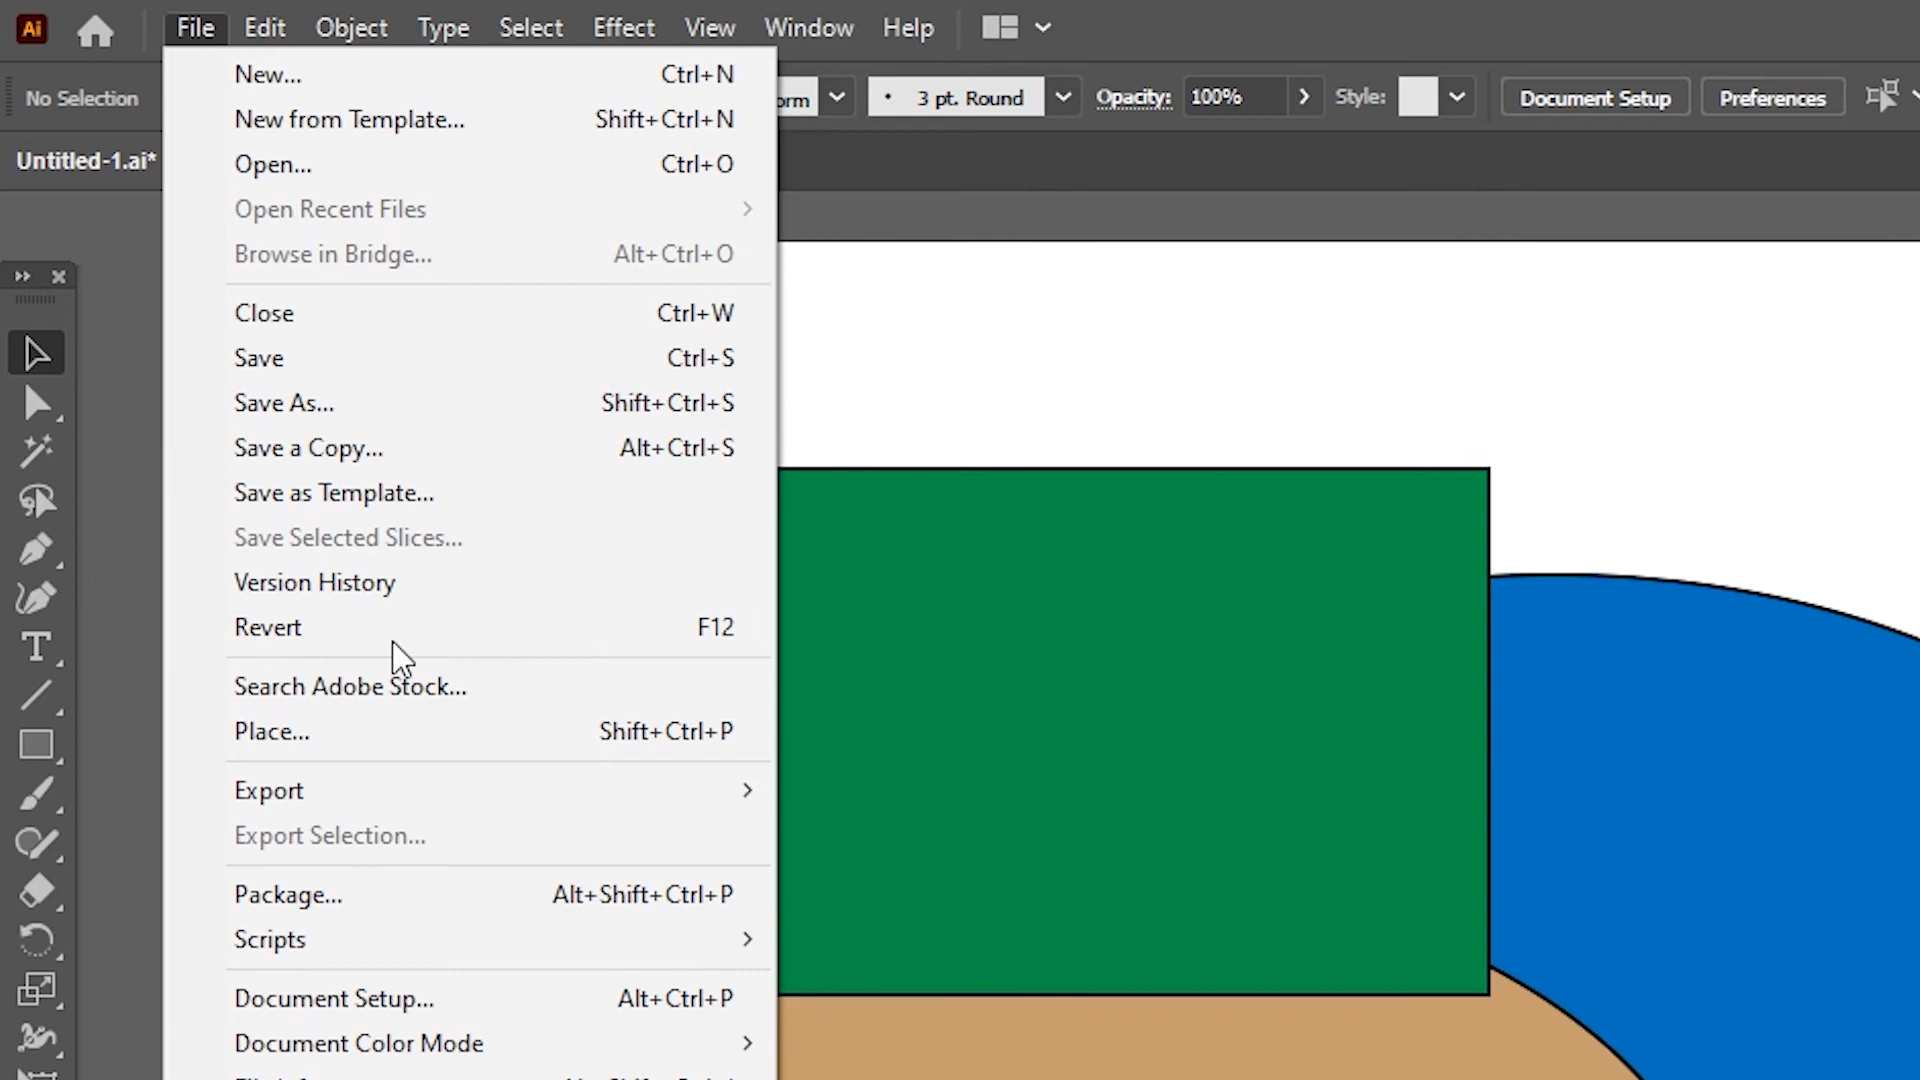 Ai File Edit Object Type Select Effect View Window Help
No Selection
orm 3 pt. Round Opacity: 100% Style: Document Setup Preferences
Untitled-1.ai*
New... Ctrl+N
New from Template... Shift+Ctrl+N
Open... Ctrl+O
Open Recent Files
Browse in Bridge... Alt+Ctrl+O
Close Ctrl+W
Save Ctrl+S
Save As... Shift+Ctrl+S
Save a Copy... Alt+Ctrl+S
Save as Template...
Save Selected Slices...
Version History
Revert F12
Search Adobe Stock...
Place... Shift+Ctrl+P
Export
Export Selection...
Package... Alt+Shift+Ctrl+P
Scripts
Document Setup... Alt+Ctrl+P
Document Color Mode